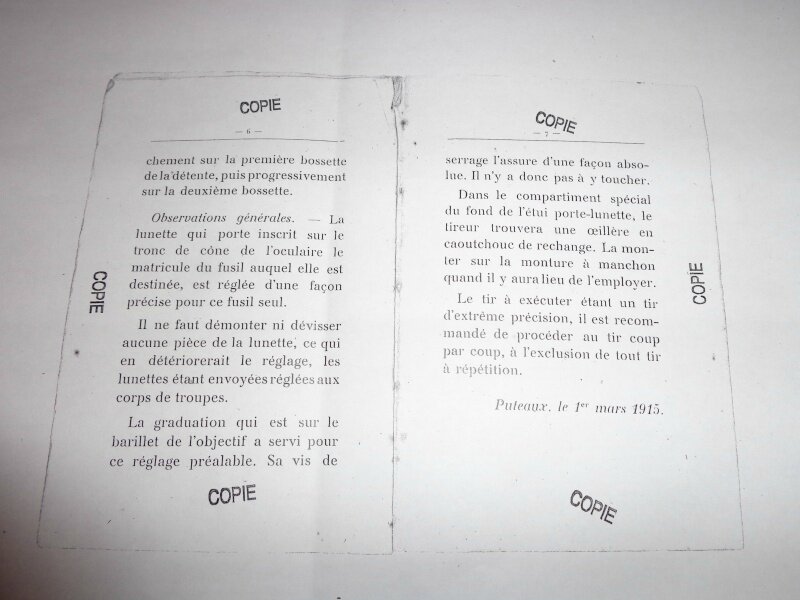 COPIE
— 6 —
chement sur la première bossette
de la détente, puis progressivement
sur la deuxième bossette.
Observations générales. — La
lunette qui porte inscrit sur le
tronc de cône de l'oculaire le
matricule du fusil auquel elle est
destinée, est réglée d'une façon
précise pour ce fusil seul.
Il ne faut démonter ni dévisser
aucune pièce de la lunette, ce qui
en détériorerait le réglage, les
lunettes étant envoyées réglées aux
corps de troupes.
La graduation qui est sur le
barillet de l'objectif a servi pour
ce réglage préalable. Sa vis de
COPIE
COPIE
COPIE
— 7 —
serrage l'assure d'une façon abso-
lue. Il n'y a donc pas à y toucher.
Dans le compartiment spécial
du fond de l'étui porte-lunette, le
tireur trouvera une œillère en
caoutchouc de rechange. La mon-
ter sur la monture à manchon
quand il y aura lieu de l'employer.
Le tir à exécuter étant un tir
d'extrême précision, il est recom-
mandé de procéder au tir coup
par coup, à l'exclusion de tout tir
à répétition.
Puteaux, le 1er mars 1915.
COPIE
COPIE